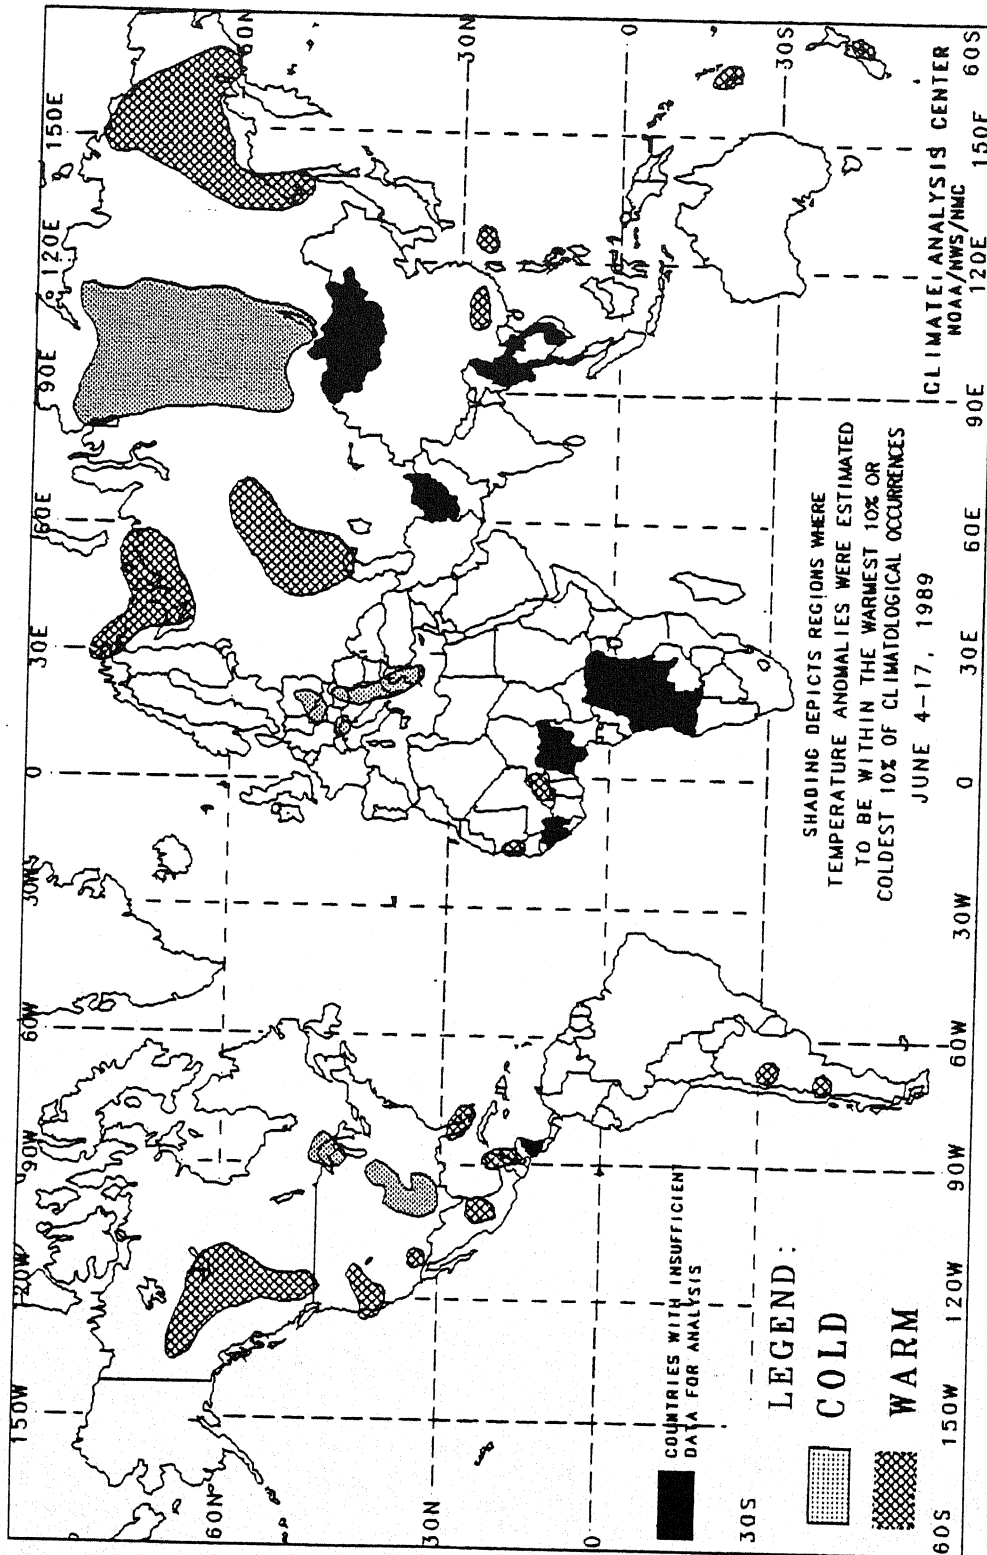 150W
120W
90W
60W
30W
0
30E
60E
90E
120E
150E
60N
60N
30N
30N
0
0
30S
30S
60S
60S
150W
120W
90W
60W
30W
0
30E
60E
90E
120E
150E
COUNTRIES WITH INSUFFICIENT
DATA FOR ANALYSIS
LEGEND:
COLD
WARM
SHADING DEPICTS REGIONS WHERE
TEMPERATURE ANOMALIES WERE ESTIMATED
TO BE WITHIN THE WARMEST 10% OR
COLDEST 10% OF CLIMATOLOGICAL OCCURRENCES
JUNE 4-17, 1989
CLIMATE ANALYSIS CENTER
NOAA/NWS/NMC